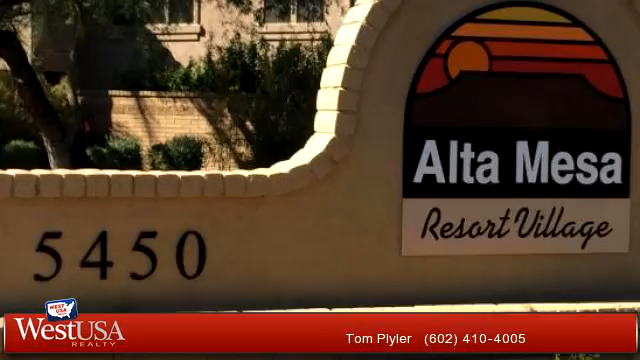 Alta Mesa
Resort Village
5450
WEST USA
WestUSA
REALTY
Tom Plyler (602) 410-4005